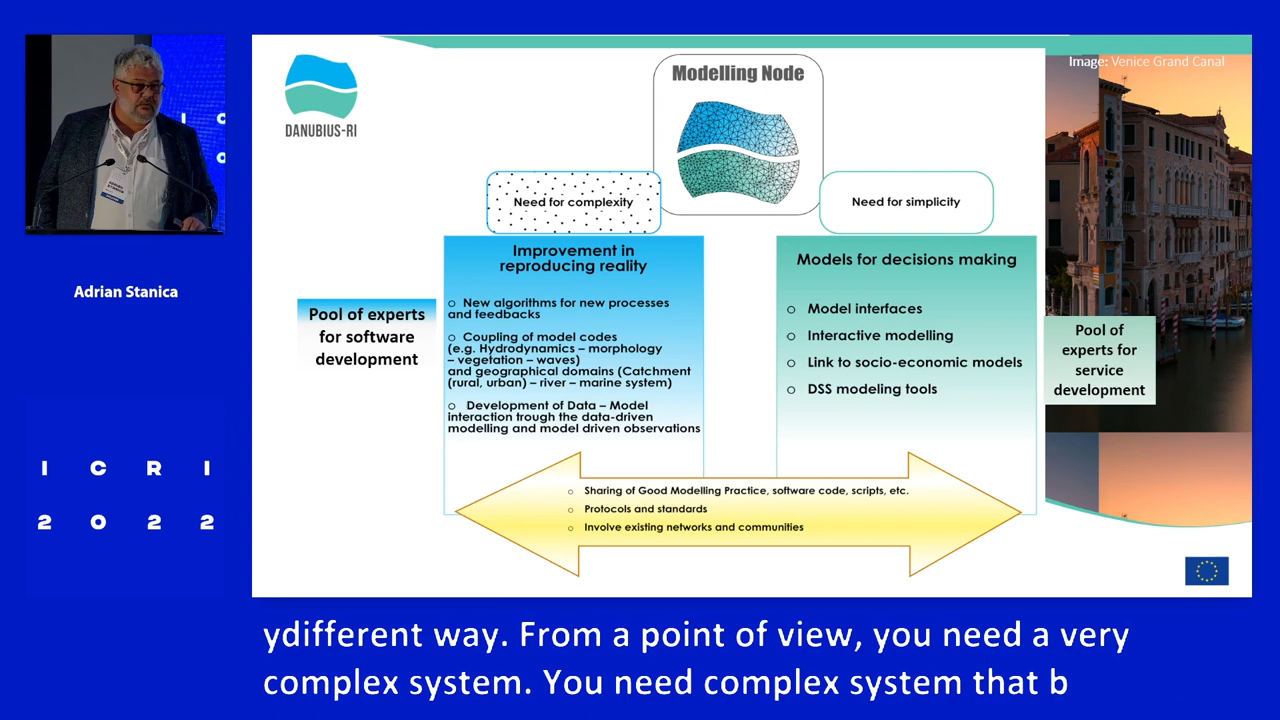 Adrian Stanica
I C R I
2 0 2 2
DANUBIUS-RI
Modelling Node
Image: Venice Grand Canal
Need for complexity
Need for simplicity
Improvement in
reproducing reality
o New algorithms for new processes
and feedbacks
o Coupling of model codes
(e.g. Hydrodynamics – morphology
– vegetation – waves)
and geographical domains (Catchment
(rural, urban) – river – marine system)
o Development of Data – Model
interaction trough the data-driven
modelling and model driven observations
Pool of experts
for software
development
Models for decisions making
o Model interfaces
o Interactive modelling
o Link to socio-economic models
o DSS modeling tools
Pool of
experts for
service
development
o Sharing of Good Modelling Practice, software code, scripts, etc.
o Protocols and standards
o Involve existing networks and communities
ydifferent way. From a point of view, you need a very
complex system. You need complex system that b